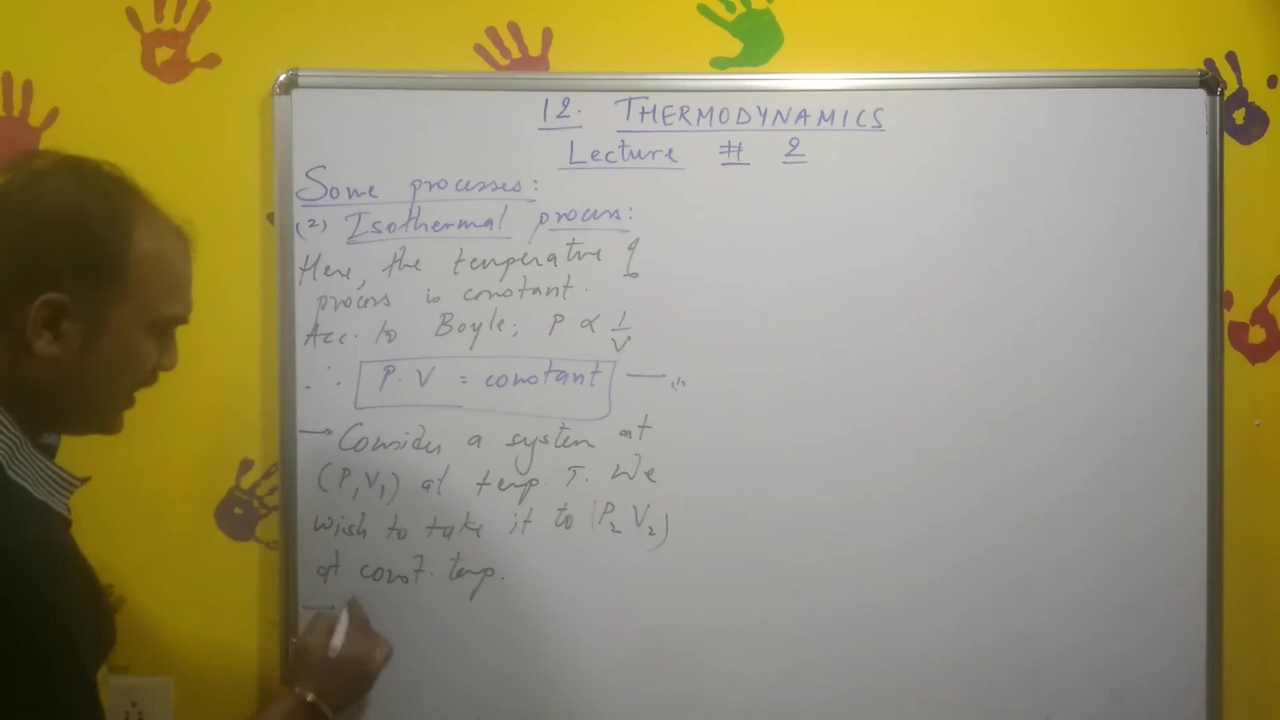 12. THERMODYNAMICS
Lecture # 2
Some processes:
(2) Isothermal process:
Here, the temperature of
process is constant.
Acc. to Boyle; P ∝ 1/V
∴ P.V = constant — (1)
→ Consider a system at
(P₁V₁) at temp. T. We
wish to take it to (P₂ V₂)
at const. temp.
→